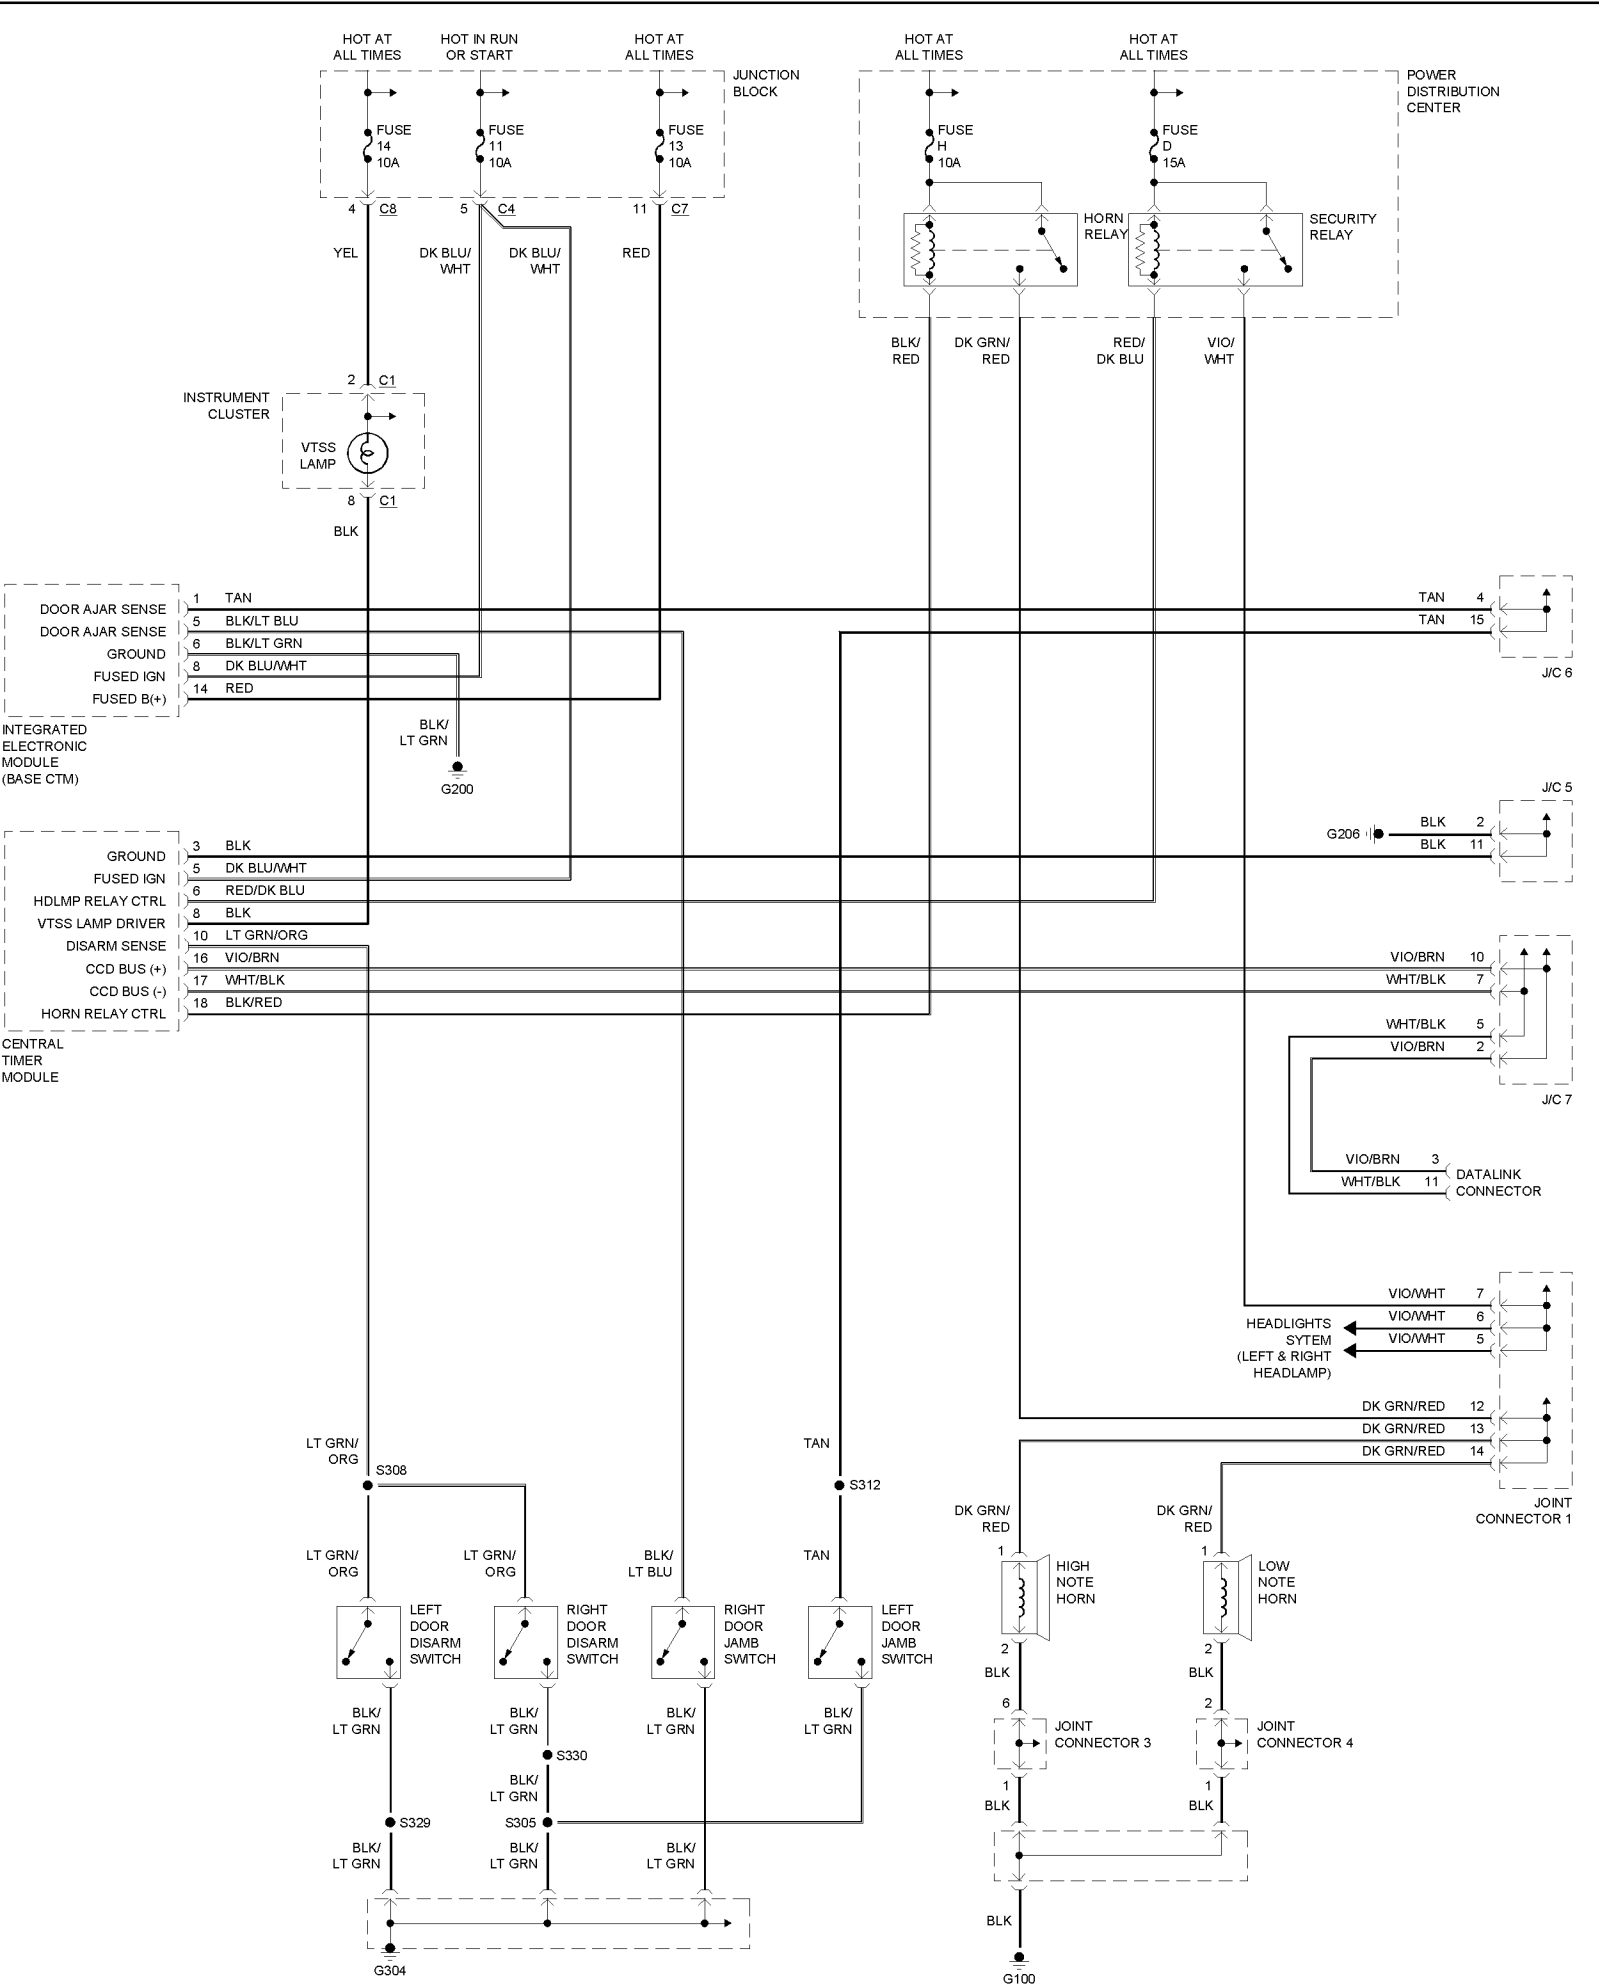 HOT AT
ALL TIMES
HOT IN RUN
OR START
HOT AT
ALL TIMES
HOT AT
ALL TIMES
HOT AT
ALL TIMES
JUNCTION
BLOCK
POWER
DISTRIBUTION
CENTER
FUSE
14
10A
FUSE
11
10A
FUSE
13
10A
FUSE
H
10A
FUSE
D
15A
4 C8
5 C4
11 C7
HORN
RELAY
SECURITY
RELAY
YEL
DK BLU/
WHT
DK BLU/
WHT
RED
BLK/
RED
DK GRN/
RED
RED/
DK BLU
VIO/
WHT
2 C1
INSTRUMENT
CLUSTER
VTSS
LAMP
8 C1
BLK
DOOR AJAR SENSE 1 TAN
DOOR AJAR SENSE 5 BLK/LT BLU
GROUND 6 BLK/LT GRN
FUSED IGN 8 DK BLU/WHT
FUSED B(+) 14 RED
INTEGRATED
ELECTRONIC
MODULE
(BASE CTM)
TAN 4
TAN 15
J/C 6
BLK/
LT GRN
G200
J/C 5
G206 BLK 2
BLK 11
GROUND 3 BLK
FUSED IGN 5 DK BLU/WHT
HDLMP RELAY CTRL 6 RED/DK BLU
VTSS LAMP DRIVER 8 BLK
DISARM SENSE 10 LT GRN/ORG
CCD BUS (+) 16 VIO/BRN
CCD BUS (-) 17 WHT/BLK
HORN RELAY CTRL 18 BLK/RED
CENTRAL
TIMER
MODULE
VIO/BRN 10
WHT/BLK 7
WHT/BLK 5
VIO/BRN 2
J/C 7
VIO/BRN 3
WHT/BLK 11
DATALINK
CONNECTOR
VIO/WHT 7
VIO/WHT 6
VIO/WHT 5
HEADLIGHTS
SYTEM
(LEFT & RIGHT
HEADLAMP)
DK GRN/RED 12
DK GRN/RED 13
DK GRN/RED 14
JOINT
CONNECTOR 1
LT GRN/
ORG
S308
TAN
S312
LT GRN/
ORG
LT GRN/
ORG
BLK/
LT BLU
TAN
DK GRN/
RED
DK GRN/
RED
1
HIGH
NOTE
HORN
2
1
LOW
NOTE
HORN
2
LEFT
DOOR
DISARM
SWITCH
RIGHT
DOOR
DISARM
SWITCH
RIGHT
DOOR
JAMB
SWITCH
LEFT
DOOR
JAMB
SWITCH
BLK
BLK
6
2
BLK/
LT GRN
BLK/
LT GRN
BLK/
LT GRN
BLK/
LT GRN
JOINT
CONNECTOR 3
JOINT
CONNECTOR 4
S330
BLK/
LT GRN
1
BLK
1
BLK
S329
S305
BLK/
LT GRN
BLK/
LT GRN
BLK/
LT GRN
BLK
G304
G100